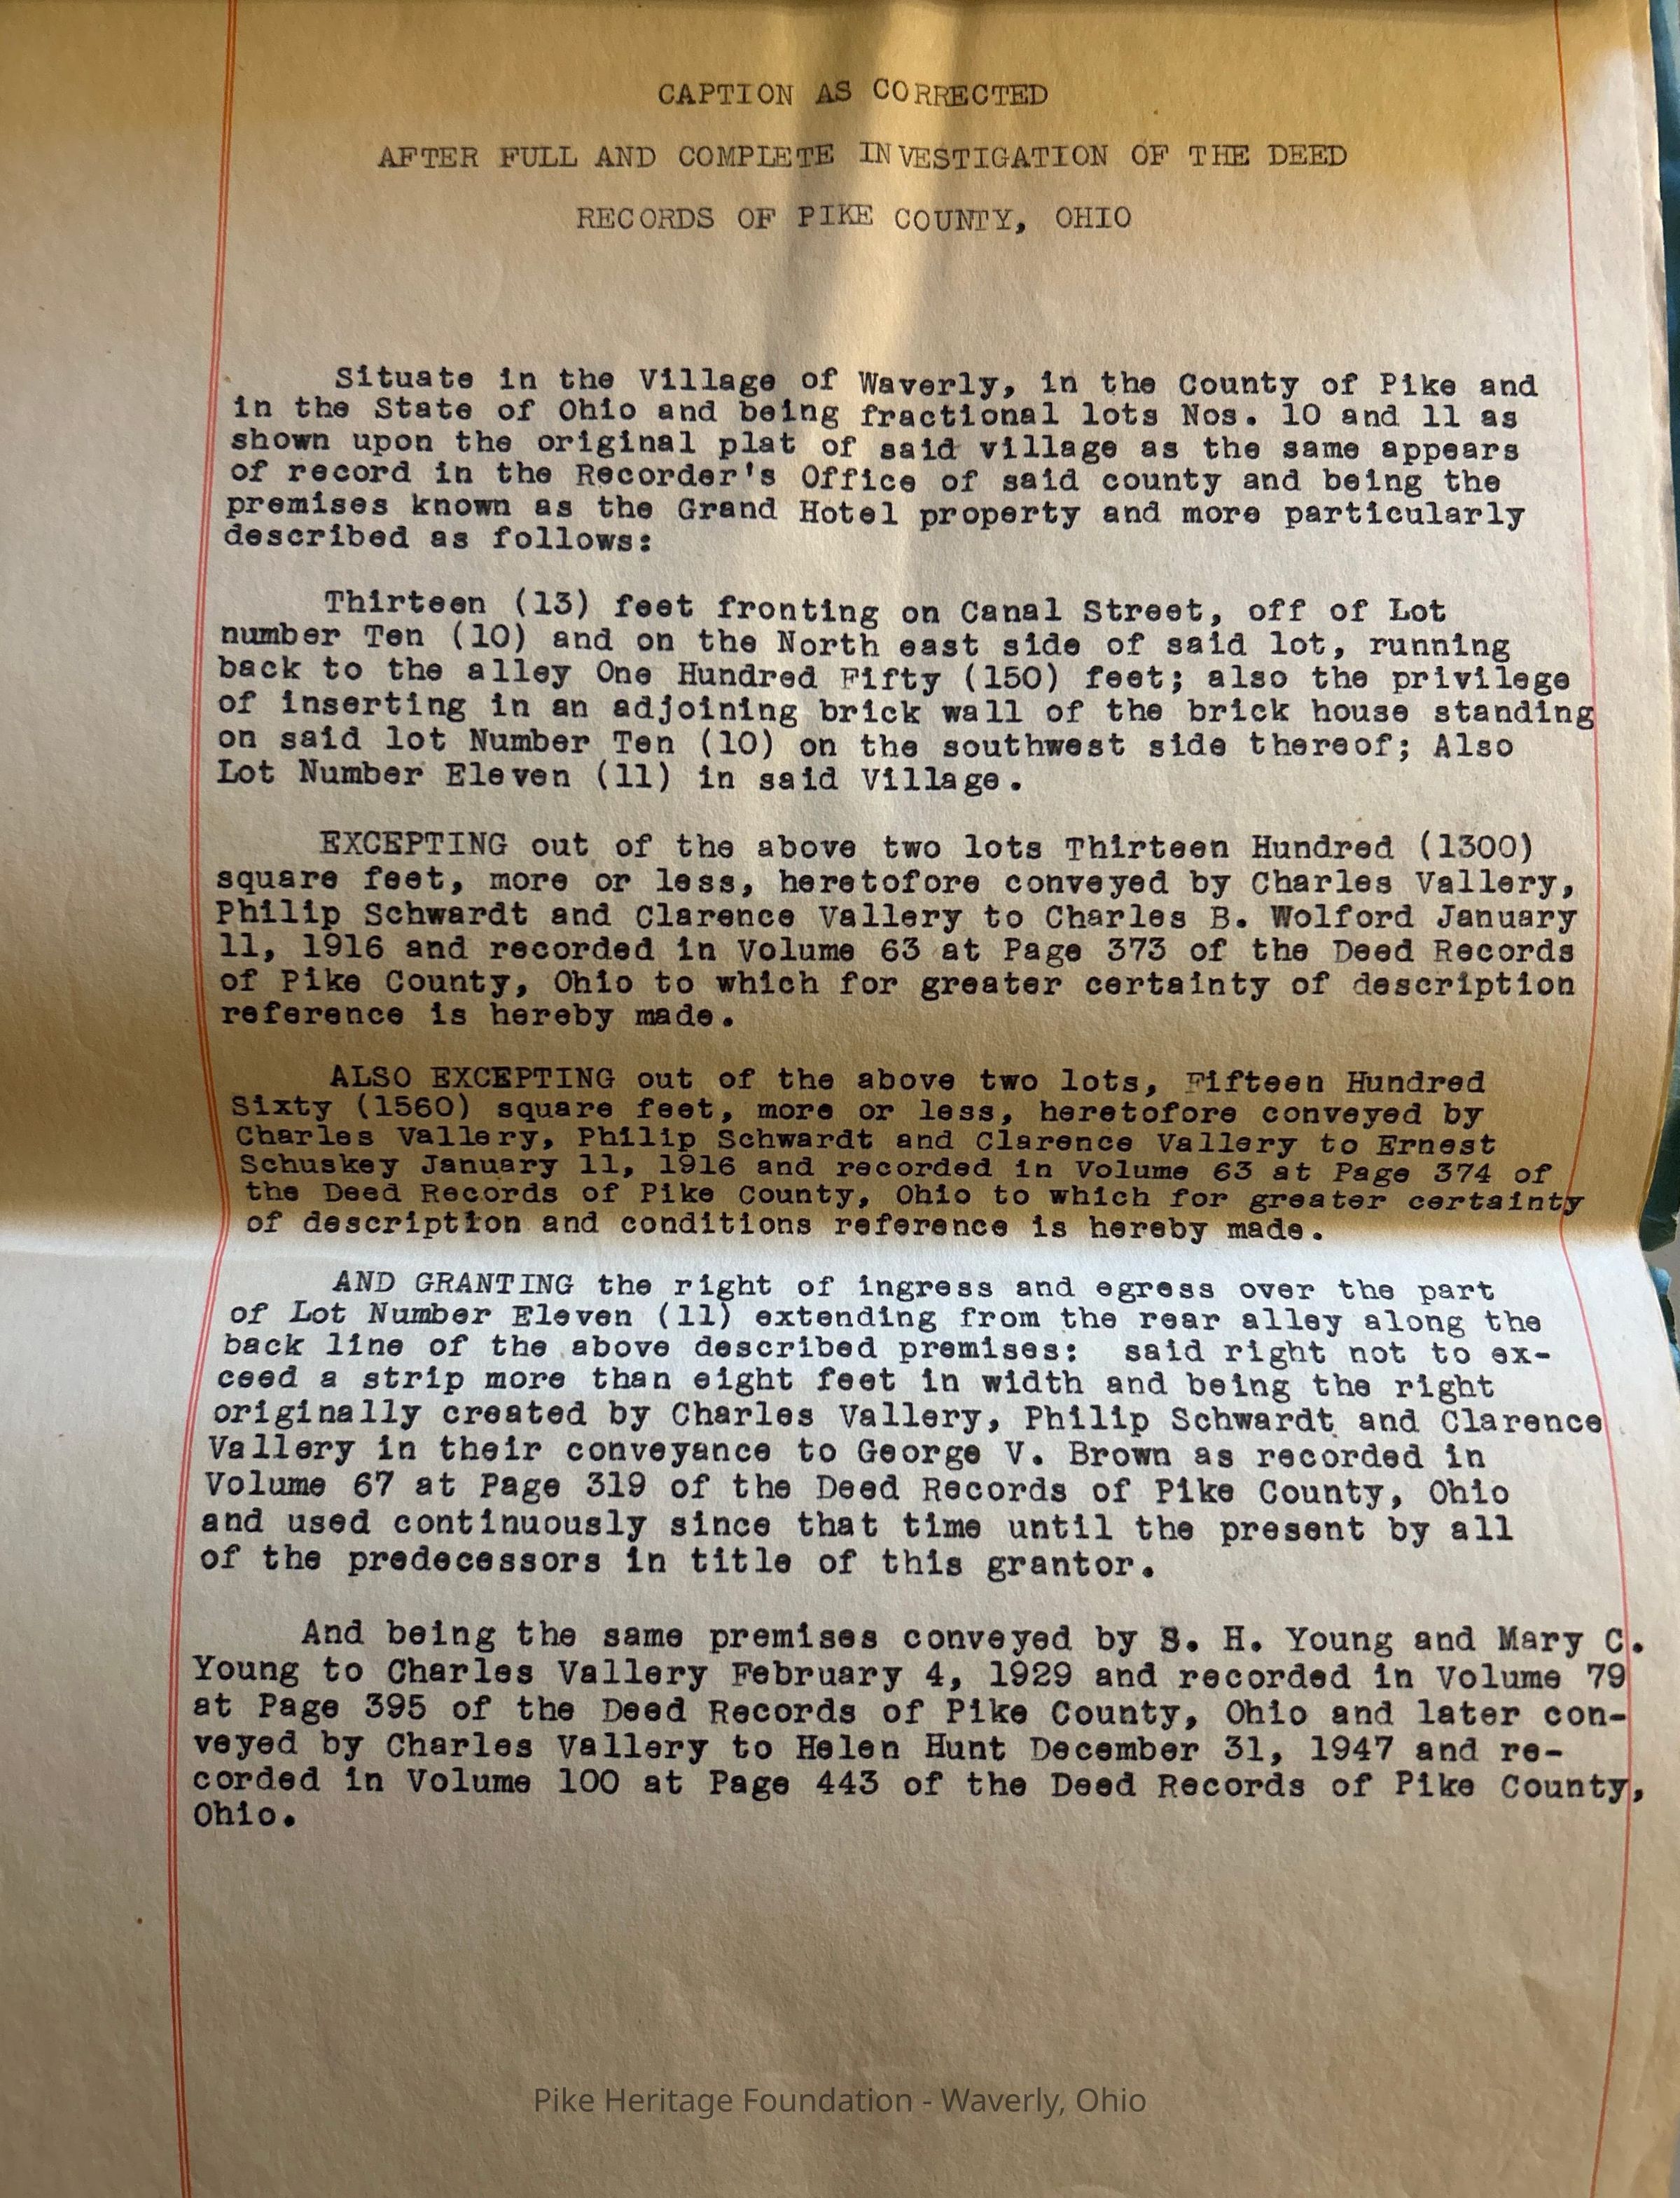 CAPTION AS CORRECTED
AFTER FULL AND COMPLETE INVESTIGATION OF THE DEED
RECORDS OF PIKE COUNTY, OHIO
Situate in the Village of Waverly, in the County of Pike and
in the State of Ohio and being fractional lots Nos. 10 and 11 as
shown upon the original plat of said village as the same appears
of record in the Recorder's Office of said county and being the
premises known as the Grand Hotel property and more particularly
described as follows:
Thirteen (13) feet fronting on Canal Street, off of Lot
number Ten (10) and on the North east side of said lot, running
back to the alley One Hundred Fifty (150) feet; also the privilege
of inserting in an adjoining brick wall of the brick house standing
on said lot Number Ten (10) on the southwest side thereof; Also
Lot Number Eleven (11) in said Village.
EXCEPTING out of the above two lots Thirteen Hundred (1300)
square feet, more or less, heretofore conveyed by Charles Vallery,
Philip Schwardt and Clarence Vallery to Charles B. Wolford January
11, 1916 and recorded in Volume 63 at Page 373 of the Deed Records
of Pike County, Ohio to which for greater certainty of description
reference is hereby made.
ALSO EXCEPTING out of the above two lots, Fifteen Hundred
Sixty (1560) square feet, more or less, heretofore conveyed by
Charles Vallery, Philip Schwardt and Clarence Vallery to Ernest
Schuskey January 11, 1916 and recorded in Volume 63 at Page 374 of
the Deed Records of Pike County, Ohio to which for greater certainty
of description and conditions reference is hereby made.
AND GRANTING the right of ingress and egress over the part
of Lot Number Eleven (11) extending from the rear alley along the
back line of the above described premises: said right not to ex-
ceed a strip more than eight feet in width and being the right
originally created by Charles Vallery, Philip Schwardt and Clarence
Vallery in their conveyance to George V. Brown as recorded in
Volume 67 at Page 319 of the Deed Records of Pike County, Ohio
and used continuously since that time until the present by all
of the predecessors in title of this grantor.
And being the same premises conveyed by S. H. Young and Mary C.
Young to Charles Vallery February 4, 1929 and recorded in Volume 79
at Page 395 of the Deed Records of Pike County, Ohio and later con-
veyed by Charles Vallery to Helen Hunt December 31, 1947 and re-
corded in Volume 100 at Page 443 of the Deed Records of Pike County,
Ohio.
Pike Heritage Foundation - Waverly, Ohio